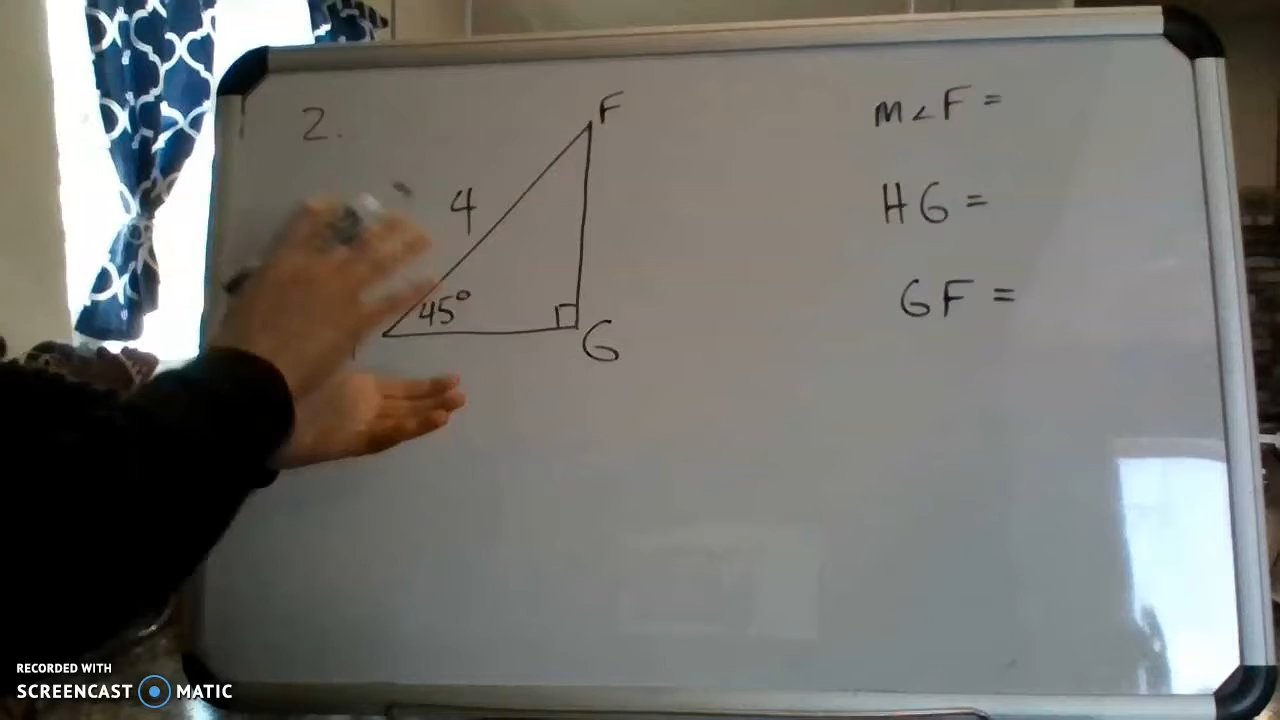 2.
F
4
45°
G
M∠F =
HG =
GF =
RECORDED WITH
SCREENCAST MATIC